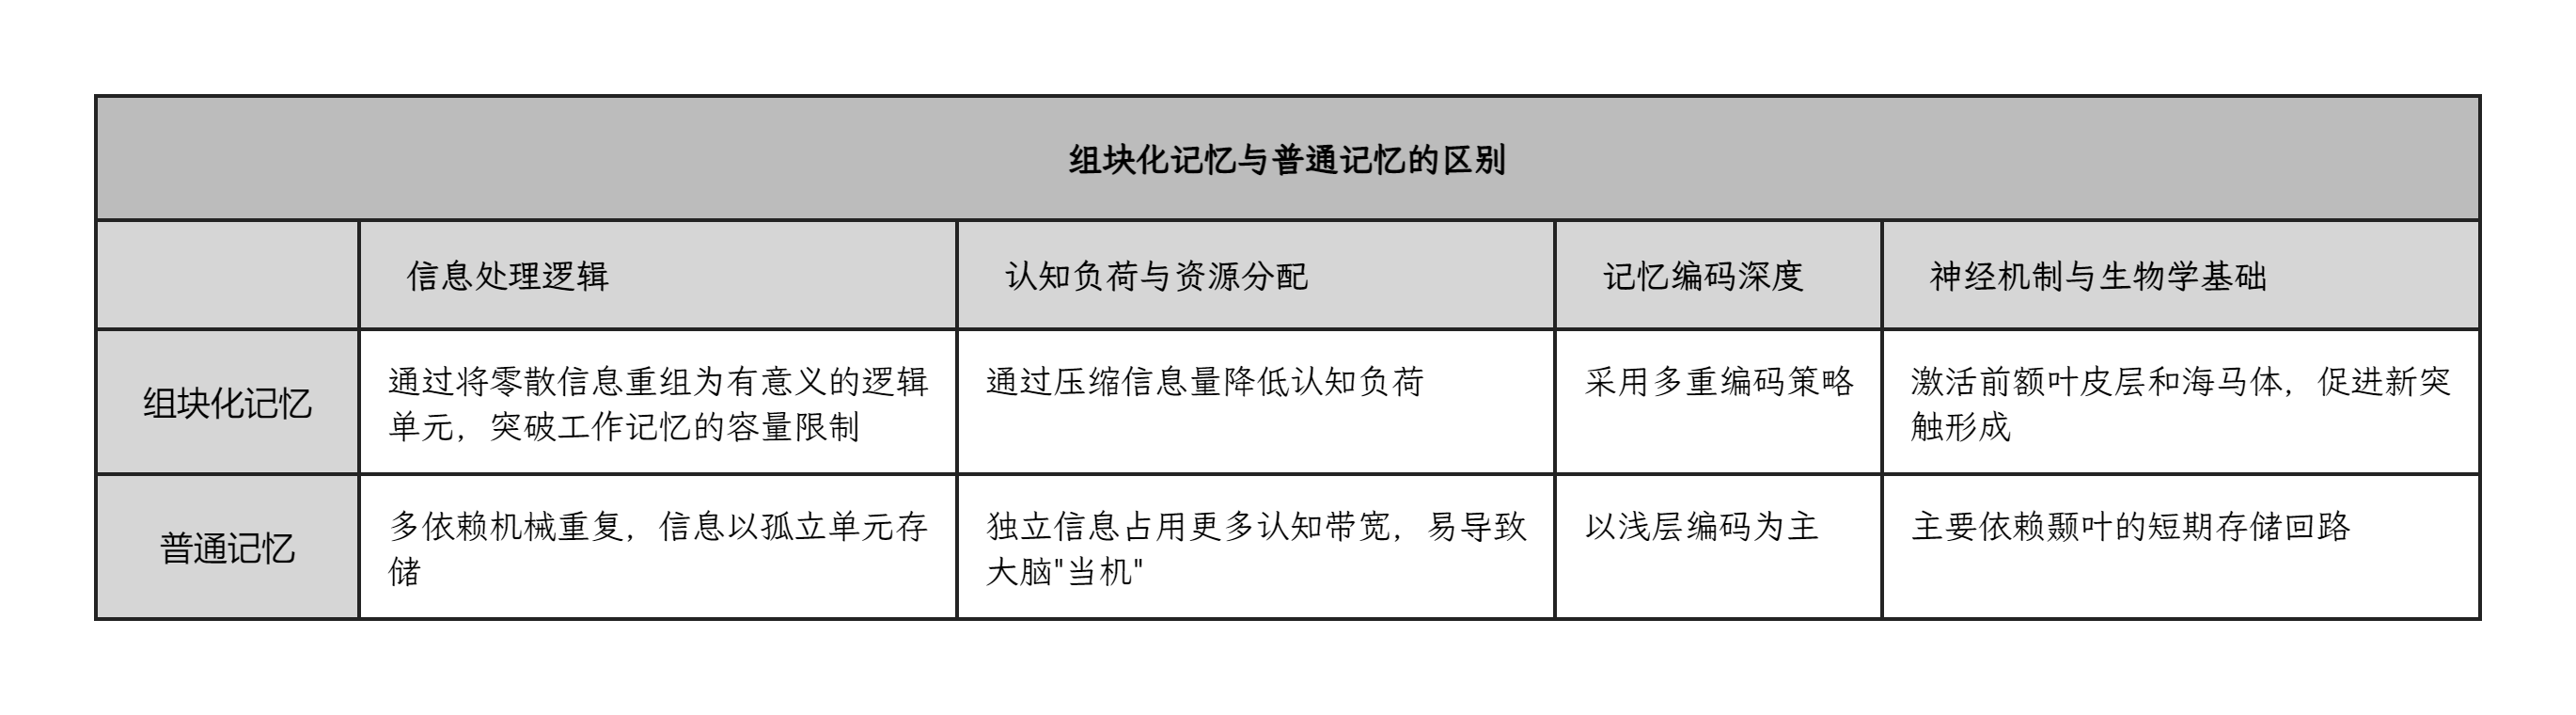 组块化记忆与普通记忆的区别
信息处理逻辑
认知负荷与资源分配
记忆编码深度
神经机制与生物学基础
组块化记忆
通过将零散信息重组为有意义的逻辑
单元，突破工作记忆的容量限制
通过压缩信息量降低认知负荷
采用多重编码策略
激活前额叶皮层和海马体，促进新突
触形成
普通记忆
多依赖机械重复，信息以孤立单元存
储
独立信息占用更多认知带宽，易导致
大脑"当机"
以浅层编码为主
主要依赖颞叶的短期存储回路